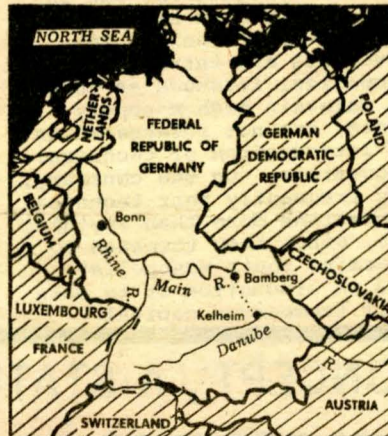 NORTH SEA
NETHER-
LANDS
FEDERAL
REPUBLIC OF
GERMANY
GERMAN
DEMOCRATIC
REPUBLIC
POLAND
BELGIUM
Bonn
Rhine
R.
Main
R.
Bamberg
CZECHOSLOVAKIA
LUXEMBOURG
Kelheim
FRANCE
Danube
R.
AUSTRIA
SWITZERLAND